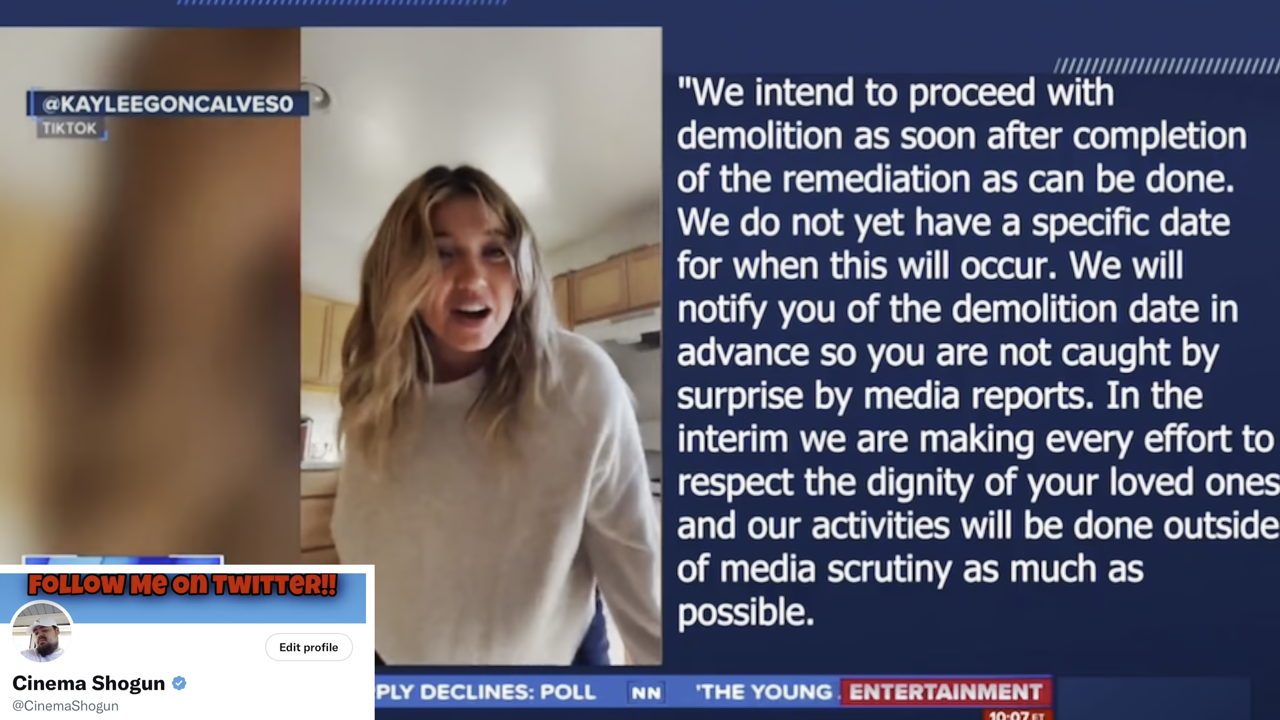 @KAYLEEGONCALVES0
TIKTOK
"We intend to proceed with
demolition as soon after completion
of the remediation as can be done.
We do not yet have a specific date
for when this will occur. We will
notify you of the demolition date in
advance so you are not caught by
surprise by media reports. In the
interim we are making every effort to
respect the dignity of your loved ones
and our activities will be done outside
of media scrutiny as much as
possible.
FOLLOW Me On TWITTER!!
Edit profile
Cinema Shogun
@CinemaShogun
PLY DECLINES: POLL NN 'THE YOUNG ENTERTAINMENT
10:07 ET